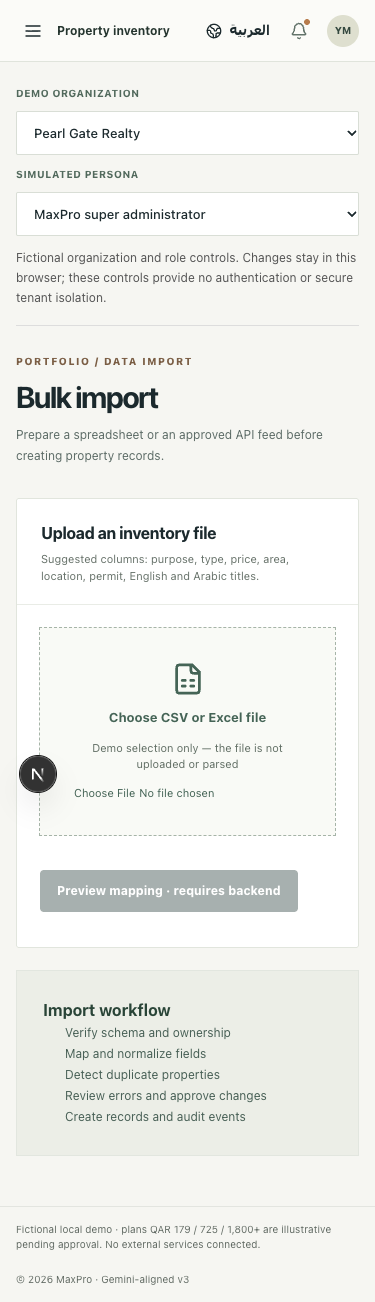 Property inventory
العربية
YM
DEMO ORGANIZATION
Pearl Gate Realty
SIMULATED PERSONA
MaxPro super administrator
Fictional organization and role controls. Changes stay in this
browser; these controls provide no authentication or secure
tenant isolation.
PORTFOLIO / DATA IMPORT
Bulk import
Prepare a spreadsheet or an approved API feed before
creating property records.
Upload an inventory file
Suggested columns: purpose, type, price, area,
location, permit, English and Arabic titles.
Choose CSV or Excel file
Demo selection only — the file is not
uploaded or parsed
Choose File No file chosen
N
Preview mapping · requires backend
Import workflow
Verify schema and ownership
Map and normalize fields
Detect duplicate properties
Review errors and approve changes
Create records and audit events
Fictional local demo · plans QAR 179 / 725 / 1,800+ are illustrative
pending approval. No external services connected.
© 2026 MaxPro · Gemini-aligned v3